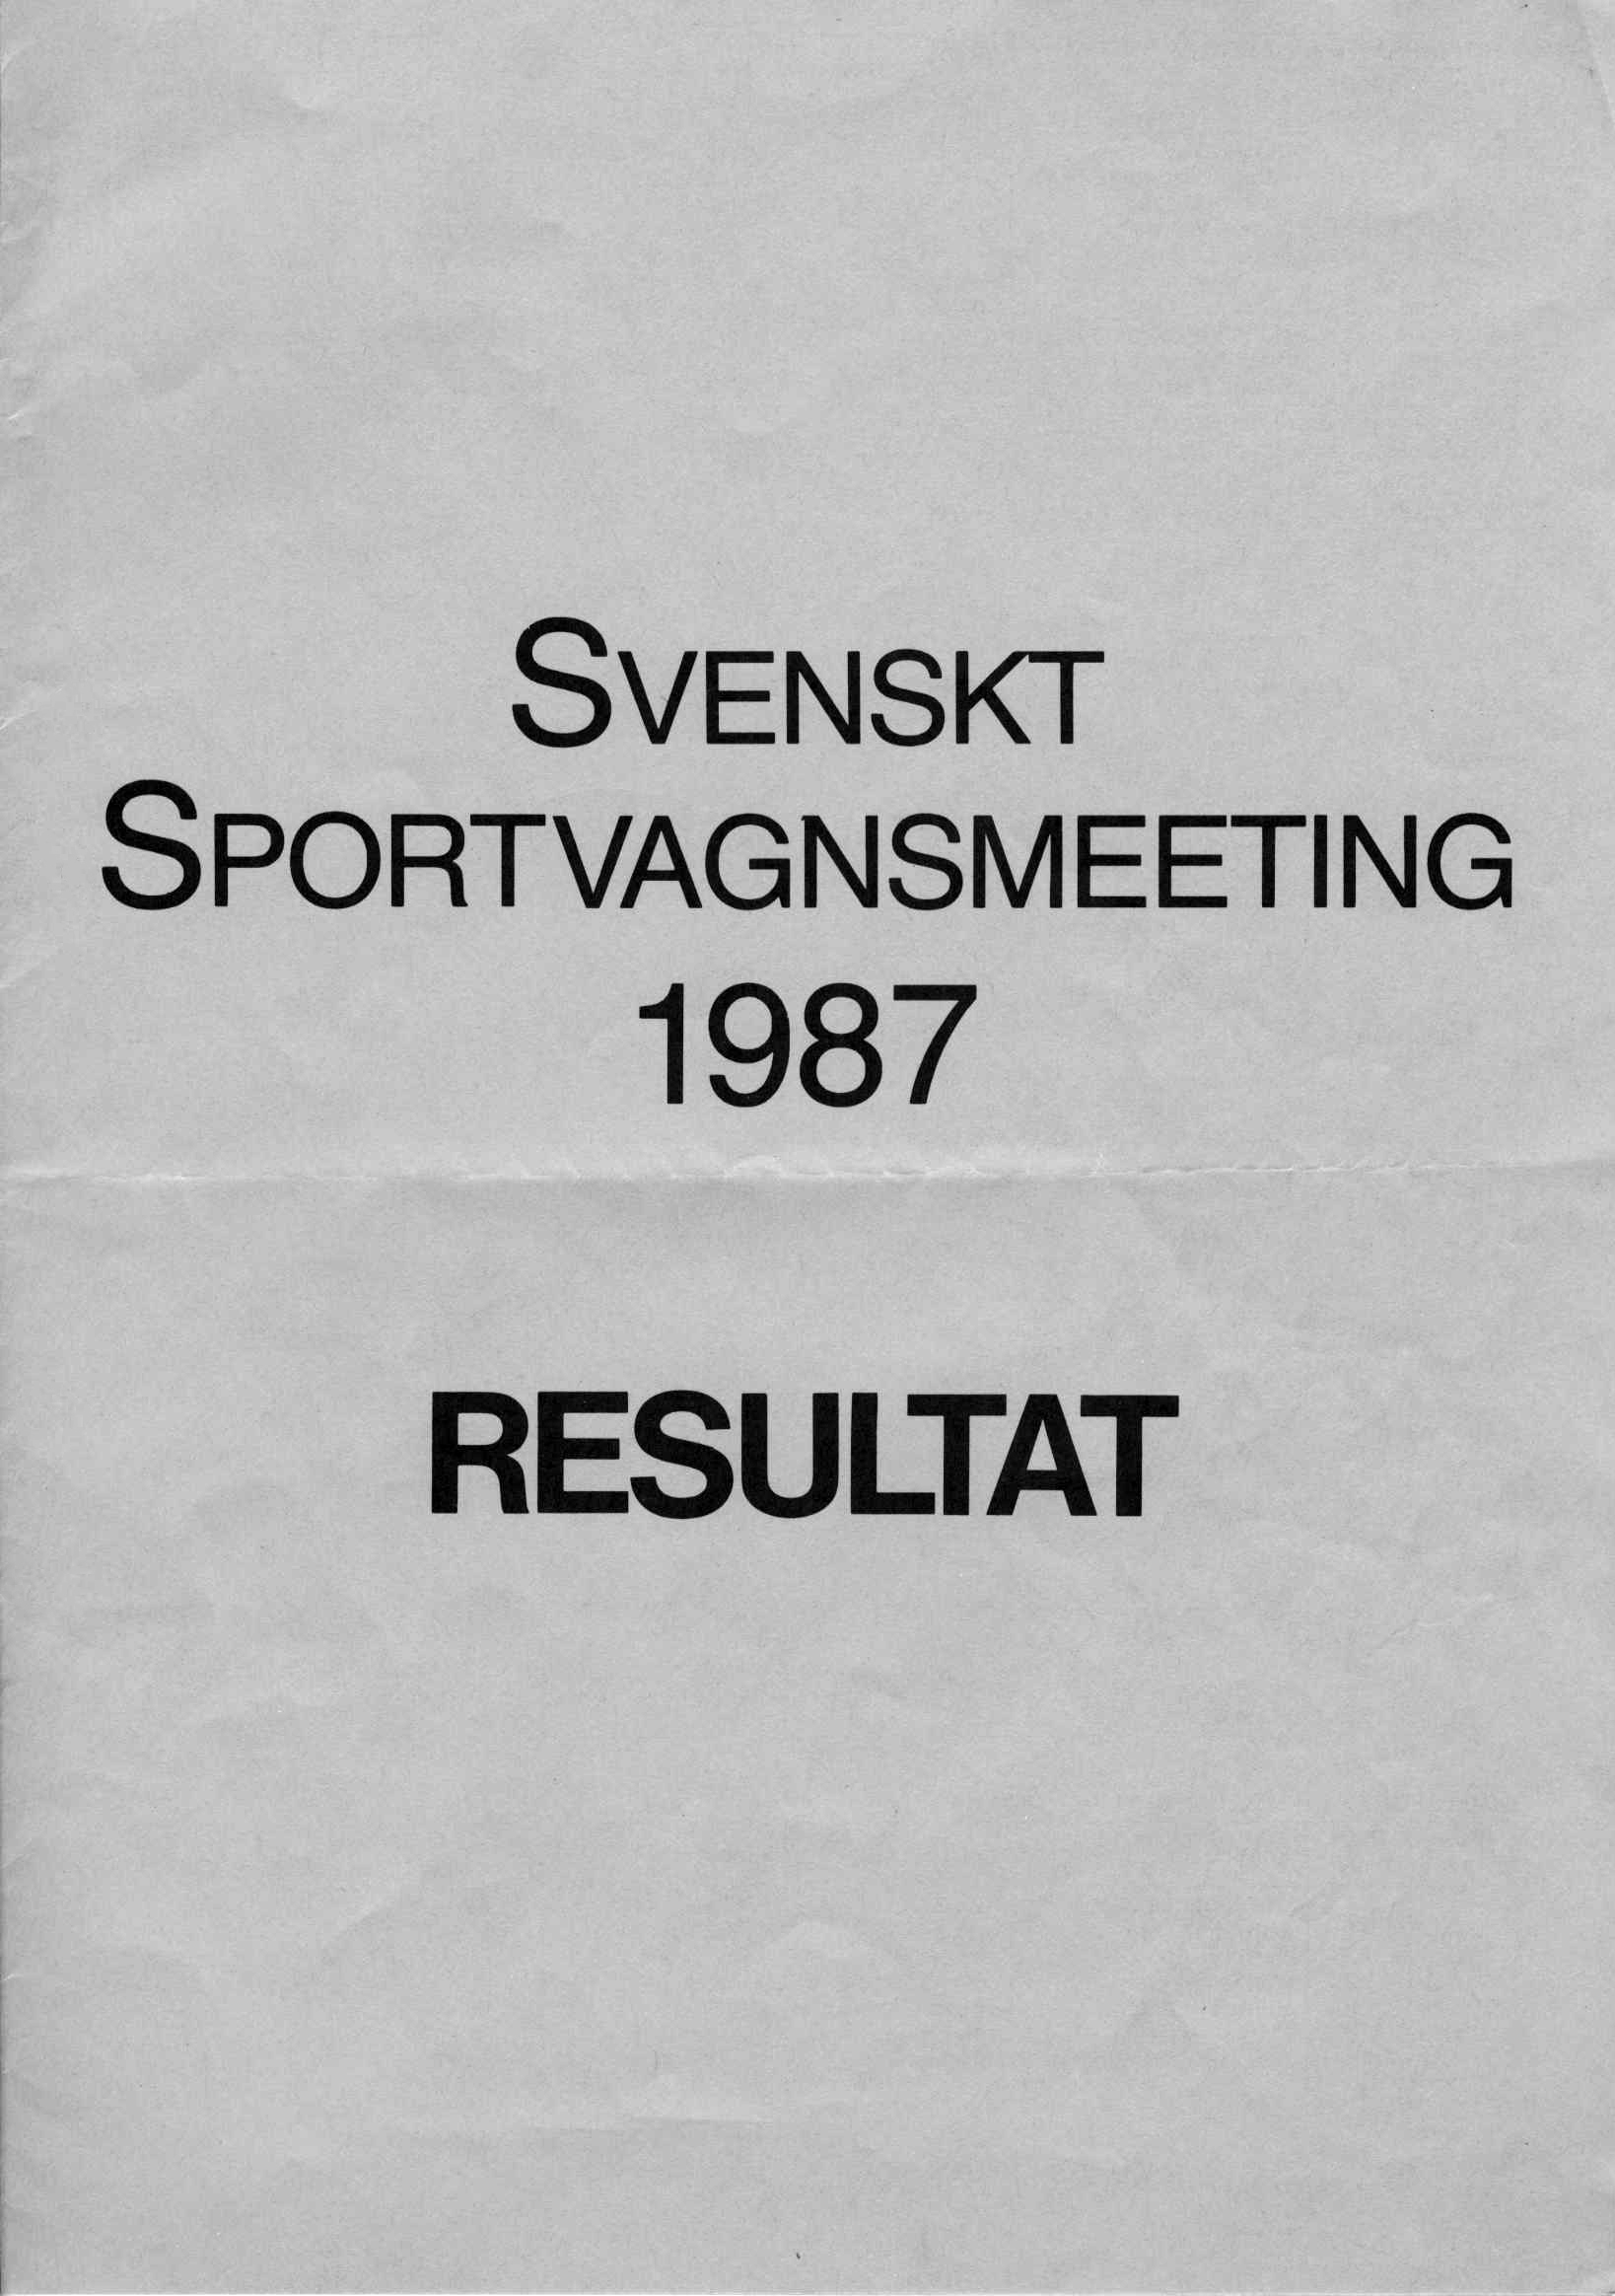 SVENSKT
SPORTVAGNSMEETING
1987
RESULTAT